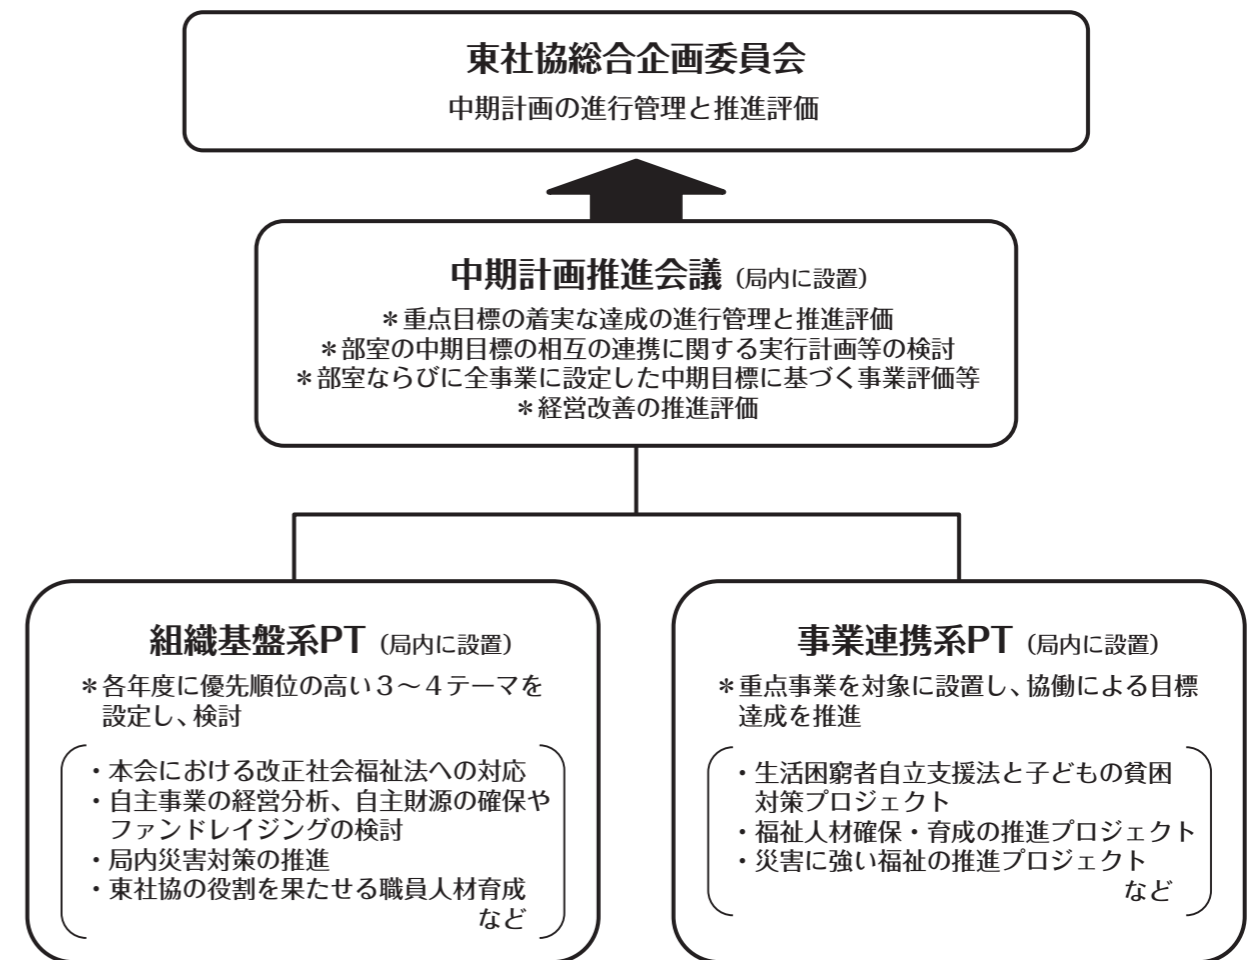 東社協総合企画委員会
中期計画の進行管理と推進評価
中期計画推進会議（局内に設置）
＊重点目標の着実な達成の進行管理と推進評価
＊部室の中期目標の相互の連携に関する実行計画等の検討
＊部室ならびに全事業に設定した中期目標に基づく事業評価等
＊経営改善の推進評価
組織基盤系PT（局内に設置）
＊各年度に優先順位の高い３～４テーマを
設定し、検討
・本会における改正社会福祉法への対応
・自主事業の経営分析、自主財源の確保や
ファンドレイジングの検討
・局内災害対策の推進
・東社協の役割を果たせる職員人材育成
など
事業連携系PT（局内に設置）
＊重点事業を対象に設置し、協働による目標
達成を推進
・生活困窮者自立支援法と子どもの貧困
対策プロジェクト
・福祉人材確保・育成の推進プロジェクト
・災害に強い福祉の推進プロジェクト
など